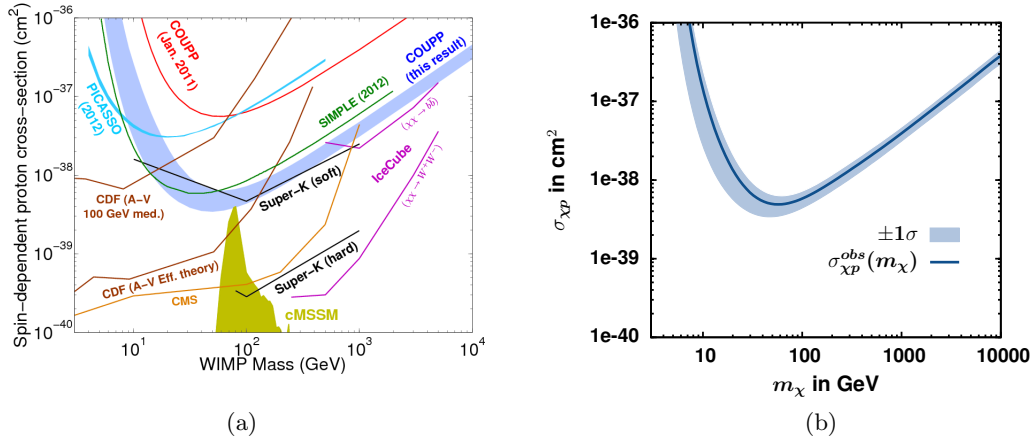 Spin-dependent proton cross-section (cm²)
10⁻³⁶
10⁻³⁷
10⁻³⁸
10⁻³⁹
10⁻⁴⁰
COUPP
(Jan. 2011)
COUPP
(this result)
PICASSO
(2012)
SIMPLE (2012)
(χχ → bb̄)
IceCube
(χχ → W⁺W⁻)
Super-K (soft)
CDF (A-V
100 GeV med.)
Super-K (hard)
CDF (A-V Eff. theory)
CMS
cMSSM
10¹
10²
10³
10⁴
WIMP Mass (GeV)
(a)
σχp in cm²
1e-36
1e-37
1e-38
1e-39
1e-40
±1σ
σχp^obs(mχ)
10
100
1000
10000
mχ in GeV
(b)